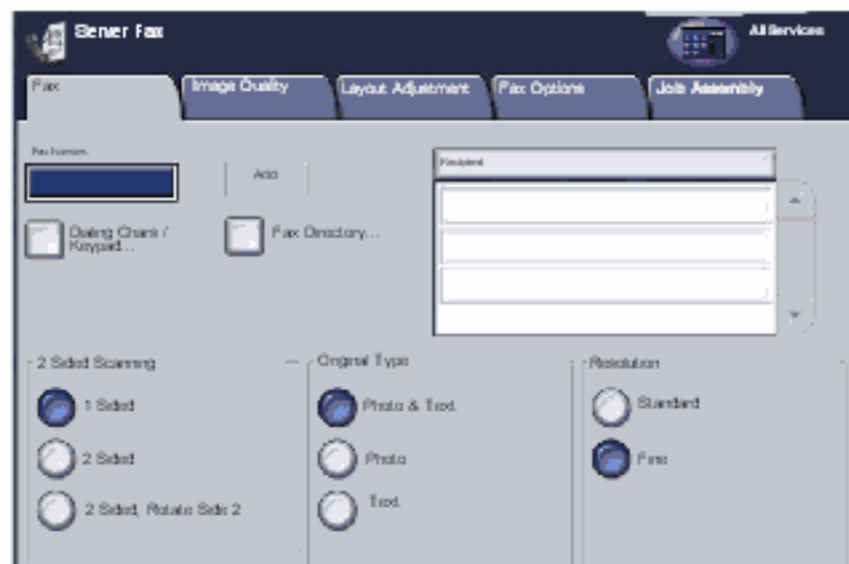 Server Fax
All Services
Fax
Image Quality
Layout Adjustment
Fax Options
Job Assembly
Fax Number
Add
Recipient
Dialing Chars /
Keypad...
Fax Directory...
2 Sided Scanning
Original Type
Resolution
1 Sided
Photo & Text
Standard
2 Sided
Photo
Fine
2 Sided, Rotate Side 2
Text